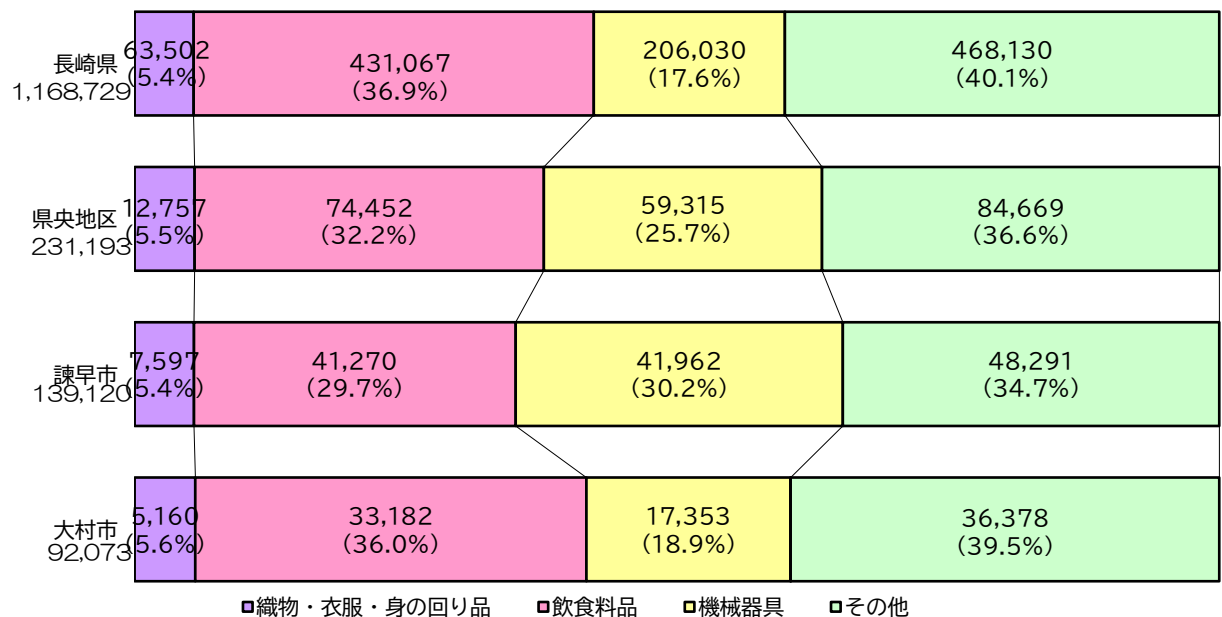 63,502 431,067 206,030 468,130
長崎県 (5.4%) (36.9%) (17.6%) (40.1%)
1,168,729
12,757 74,452 59,315 84,669
県央地区 (5.5%) (32.2%) (25.7%) (36.6%)
231,193
7,597 41,270 41,962 48,291
諫早市 (5.4%) (29.7%) (30.2%) (34.7%)
139,120
5,160 33,182 17,353 36,378
大村市 (5.6%) (36.0%) (18.9%) (39.5%)
92,073
織物・衣服・身の回り品 飲食料品 機械器具 その他